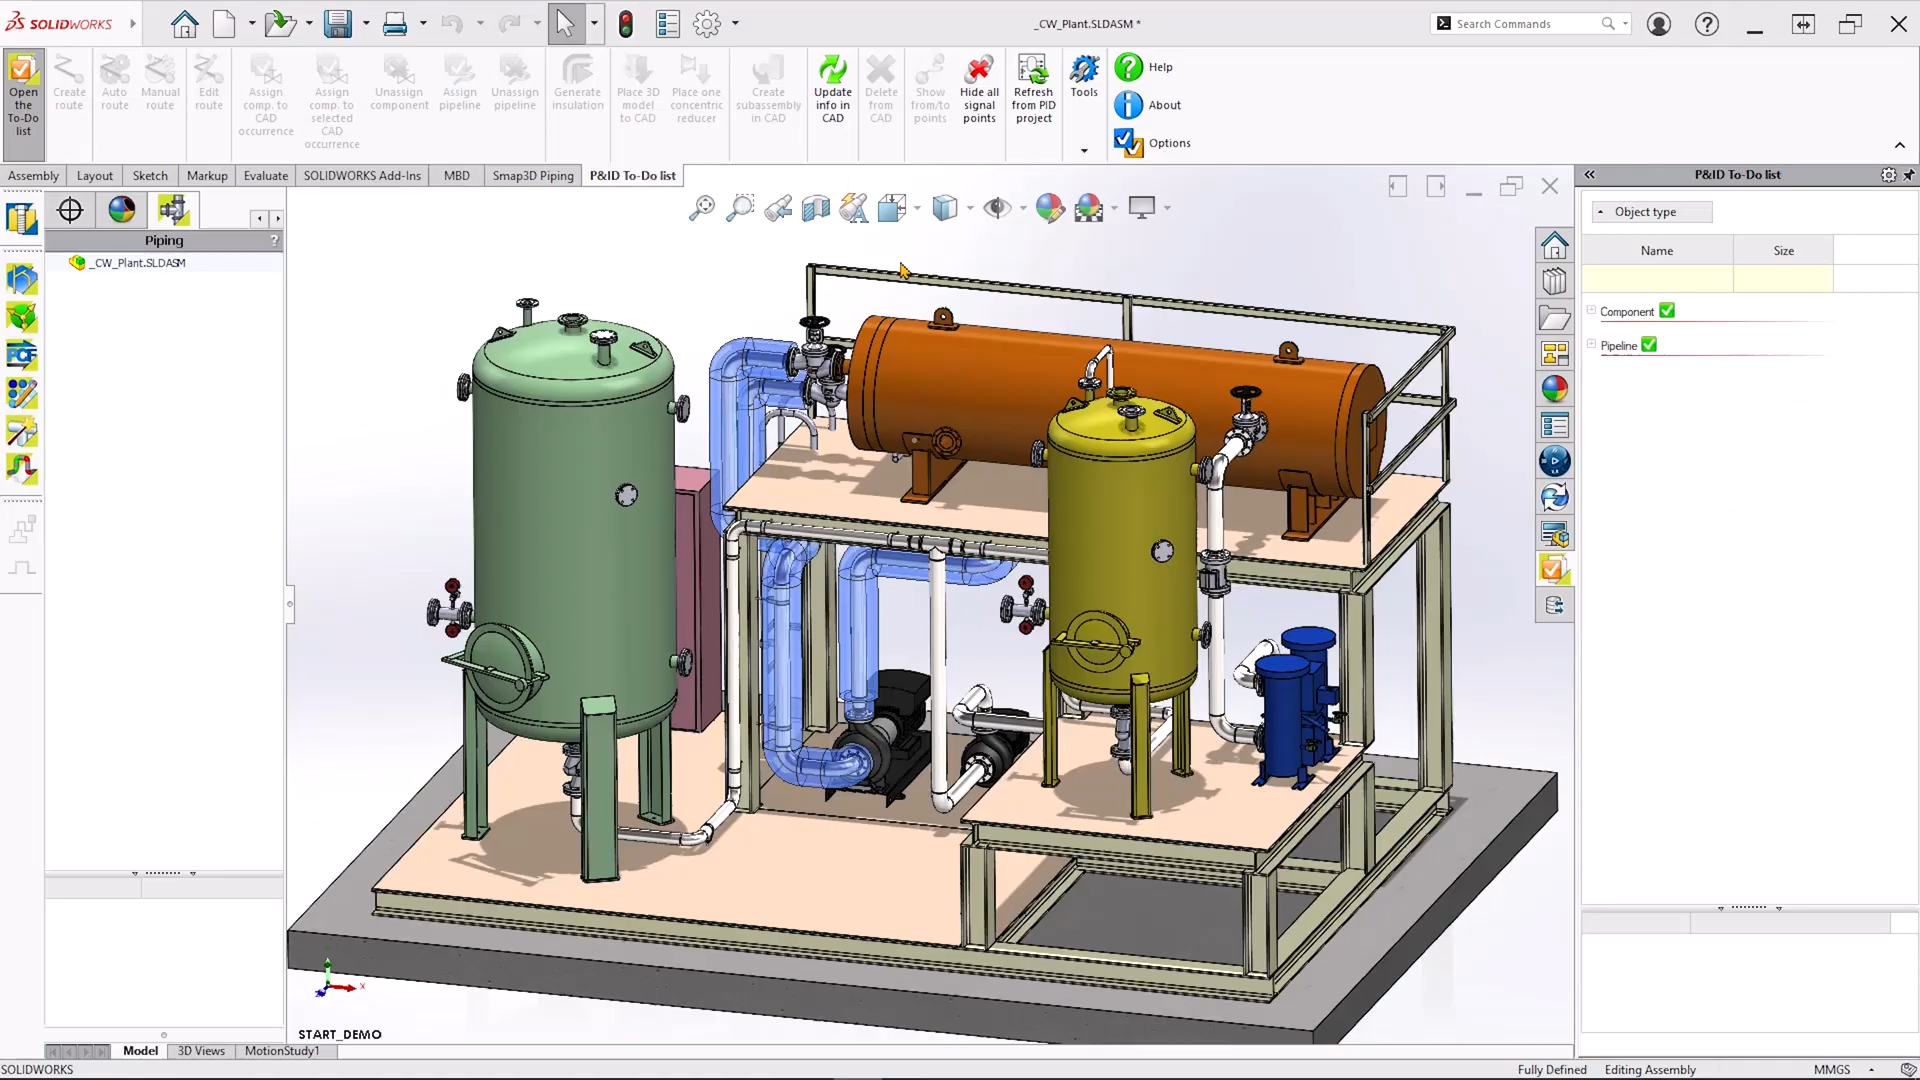 SOLIDWORKS
_CW_Plant.SLDASM *
Search Commands
Open the To-Do list
Create route
Auto route
Manual route
Edit route
Assign comp. to CAD occurrence
Assign comp. to selected CAD occurrence
Unassign component
Assign pipeline
Unassign pipeline
Generate insulation
Place 3D model to CAD
Place one concentric reducer
Create subassembly in CAD
Update info in CAD
Delete from CAD
Show from/to points
Hide all signal points
Refresh from PID project
Tools
Help
About
Options
Assembly
Layout
Sketch
Markup
Evaluate
SOLIDWORKS Add-Ins
MBD
Smap3D Piping
P&ID To-Do list
P&ID To-Do list
Piping
?
_CW_Plant.SLDASM
PCF
Object type
Name
Size
Component
Pipeline
X
START_DEMO
Model
3D Views
MotionStudy1
SOLIDWORKS
Fully Defined
Editing Assembly
MMGS